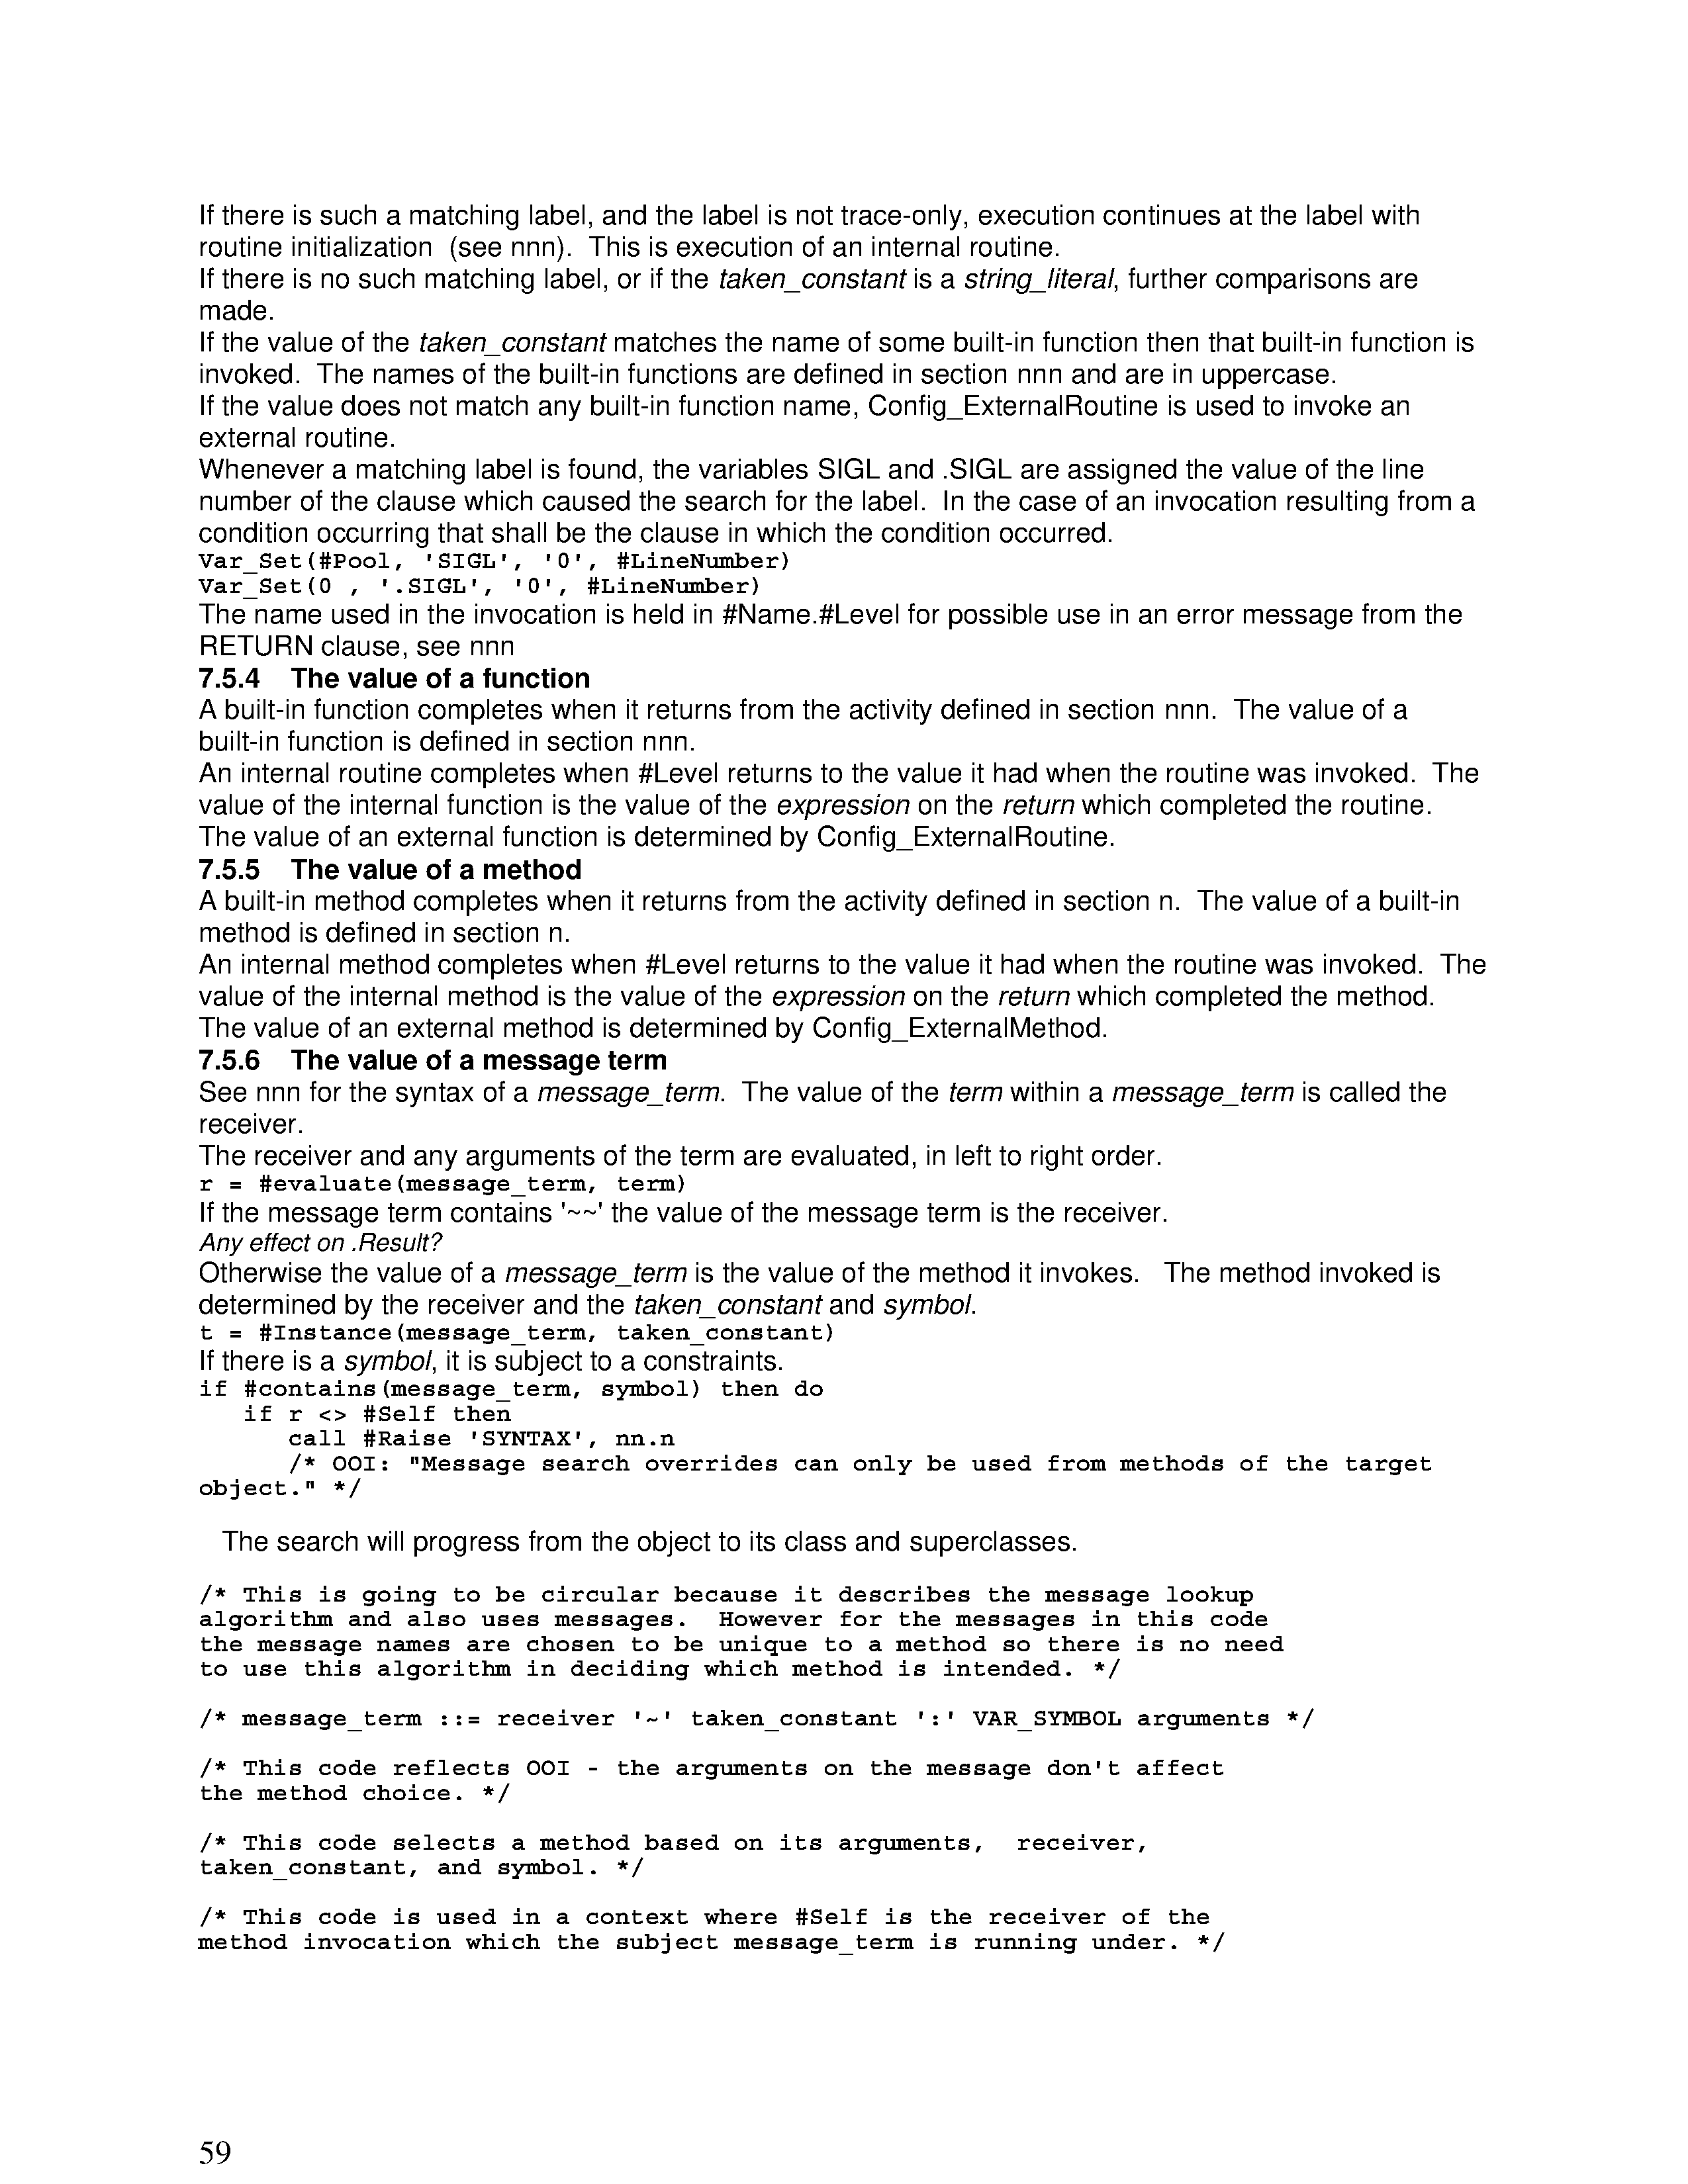 If there is such a matching label, and the label is not trace-only, execution continues at the label with
routine initialization  (see nnn).  This is execution of an internal routine.
If there is no such matching label, or if the taken_constant is a string_literal, further comparisons are
made.
If the value of the taken_constant matches the name of some built-in function then that built-in function is
invoked.  The names of the built-in functions are defined in section nnn and are in uppercase.
If the value does not match any built-in function name, Config_ExternalRoutine is used to invoke an
external routine.
Whenever a matching label is found, the variables SIGL and .SIGL are assigned the value of the line
number of the clause which caused the search for the label.  In the case of an invocation resulting from a
condition occurring that shall be the clause in which the condition occurred.
Var_Set(#Pool, 'SIGL', '0', #LineNumber)
Var_Set(0 , '.SIGL', '0', #LineNumber)
The name used in the invocation is held in #Name.#Level for possible use in an error message from the
RETURN clause, see nnn
7.5.4   The value of a function
A built-in function completes when it returns from the activity defined in section nnn.  The value of a
built-in function is defined in section nnn.
An internal routine completes when #Level returns to the value it had when the routine was invoked.  The
value of the internal function is the value of the expression on the return which completed the routine.
The value of an external function is determined by Config_ExternalRoutine.
7.5.5   The value of a method
A built-in method completes when it returns from the activity defined in section n.  The value of a built-in
method is defined in section n.
An internal method completes when #Level returns to the value it had when the routine was invoked.  The
value of the internal method is the value of the expression on the return which completed the method.
The value of an external method is determined by Config_ExternalMethod.
7.5.6   The value of a message term
See nnn for the syntax of a message_term.  The value of the term within a message_term is called the
receiver.
The receiver and any arguments of the term are evaluated, in left to right order.
r = #evaluate(message_term, term)
If the message term contains '~~' the value of the message term is the receiver.
Any effect on .Result?
Otherwise the value of a message_term is the value of the method it invokes.   The method invoked is
determined by the receiver and the taken_constant and symbol.
t = #Instance(message_term, taken_constant)
If there is a symbol, it is subject to a constraints.
if #contains(message_term, symbol) then do
   if r <> #Self then
      call #Raise 'SYNTAX', nn.n
      /* OOI: "Message search overrides can only be used from methods of the target
object." */
The search will progress from the object to its class and superclasses.
/* This is going to be circular because it describes the message lookup
algorithm and also uses messages.  However for the messages in this code
the message names are chosen to be unique to a method so there is no need
to use this algorithm in deciding which method is intended. */
/* message_term ::= receiver '~' taken_constant ':' VAR_SYMBOL arguments */
/* This code reflects OOI - the arguments on the message don't affect
the method choice. */
/* This code selects a method based on its arguments,  receiver,
taken_constant, and symbol. */
/* This code is used in a context where #Self is the receiver of the
method invocation which the subject message_term is running under. */
59